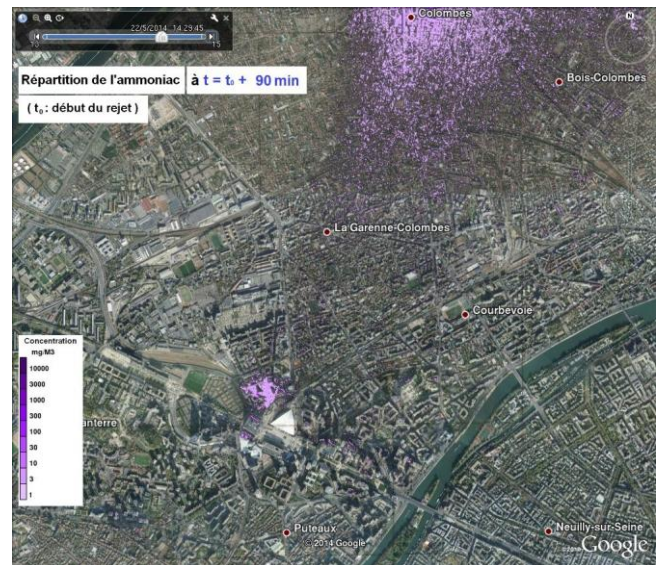 22/5/2014 14:29:45
10
15
Répartition de l'ammoniac à t = t₀ + 90 min
( t₀ : début du rejet )
Colombes
Bois-Colombes
N
La Garenne-Colombes
Courbevoie
Concentration
mg/M3
10000
3000
1000
300
100
30
10
3
1
anterre
Puteaux
Neuilly-sur-Seine
© 2014 Google
Google